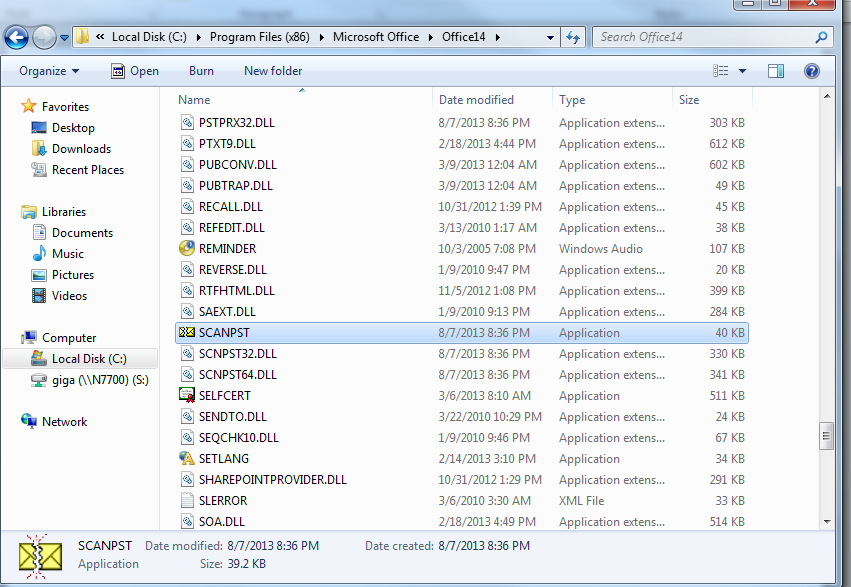 « Local Disk (C:) ▸ Program Files (x86) ▸ Microsoft Office ▸ Office14 ▸
Search Office14
Organize Open Burn New folder
Name Date modified Type Size
Favorites
Desktop
Downloads
Recent Places
Libraries
Documents
Music
Pictures
Videos
Computer
Local Disk (C:)
giga (\\N7700) (S:)
Network
PSTPRX32.DLL 8/7/2013 8:36 PM Application extens... 303 KB
PTXT9.DLL 2/18/2013 4:44 PM Application extens... 612 KB
PUBCONV.DLL 3/9/2013 12:04 AM Application extens... 602 KB
PUBTRAP.DLL 3/9/2013 12:04 AM Application extens... 49 KB
RECALL.DLL 10/31/2012 1:39 PM Application extens... 45 KB
REFEDIT.DLL 3/13/2010 1:17 AM Application extens... 38 KB
REMINDER 10/3/2005 7:08 PM Windows Audio 107 KB
REVERSE.DLL 1/9/2010 9:47 PM Application extens... 20 KB
RTFHTML.DLL 11/5/2012 1:08 PM Application extens... 399 KB
SAEXT.DLL 1/9/2010 9:13 PM Application extens... 284 KB
SCANPST 8/7/2013 8:36 PM Application 40 KB
SCNPST32.DLL 8/7/2013 8:36 PM Application extens... 330 KB
SCNPST64.DLL 8/7/2013 8:36 PM Application extens... 341 KB
SELFCERT 3/6/2013 8:10 AM Application 511 KB
SENDTO.DLL 3/22/2010 10:29 PM Application extens... 24 KB
SEQCHK10.DLL 1/9/2010 9:46 PM Application extens... 67 KB
SETLANG 2/14/2013 3:10 PM Application 34 KB
SHAREPOINTPROVIDER.DLL 10/31/2012 1:29 PM Application extens... 291 KB
SLERROR 3/6/2010 3:30 AM XML File 33 KB
SOA.DLL 2/18/2013 4:49 PM Application extens... 514 KB
SCANPST Date modified: 8/7/2013 8:36 PM Date created: 8/7/2013 8:36 PM
Application Size: 39.2 KB